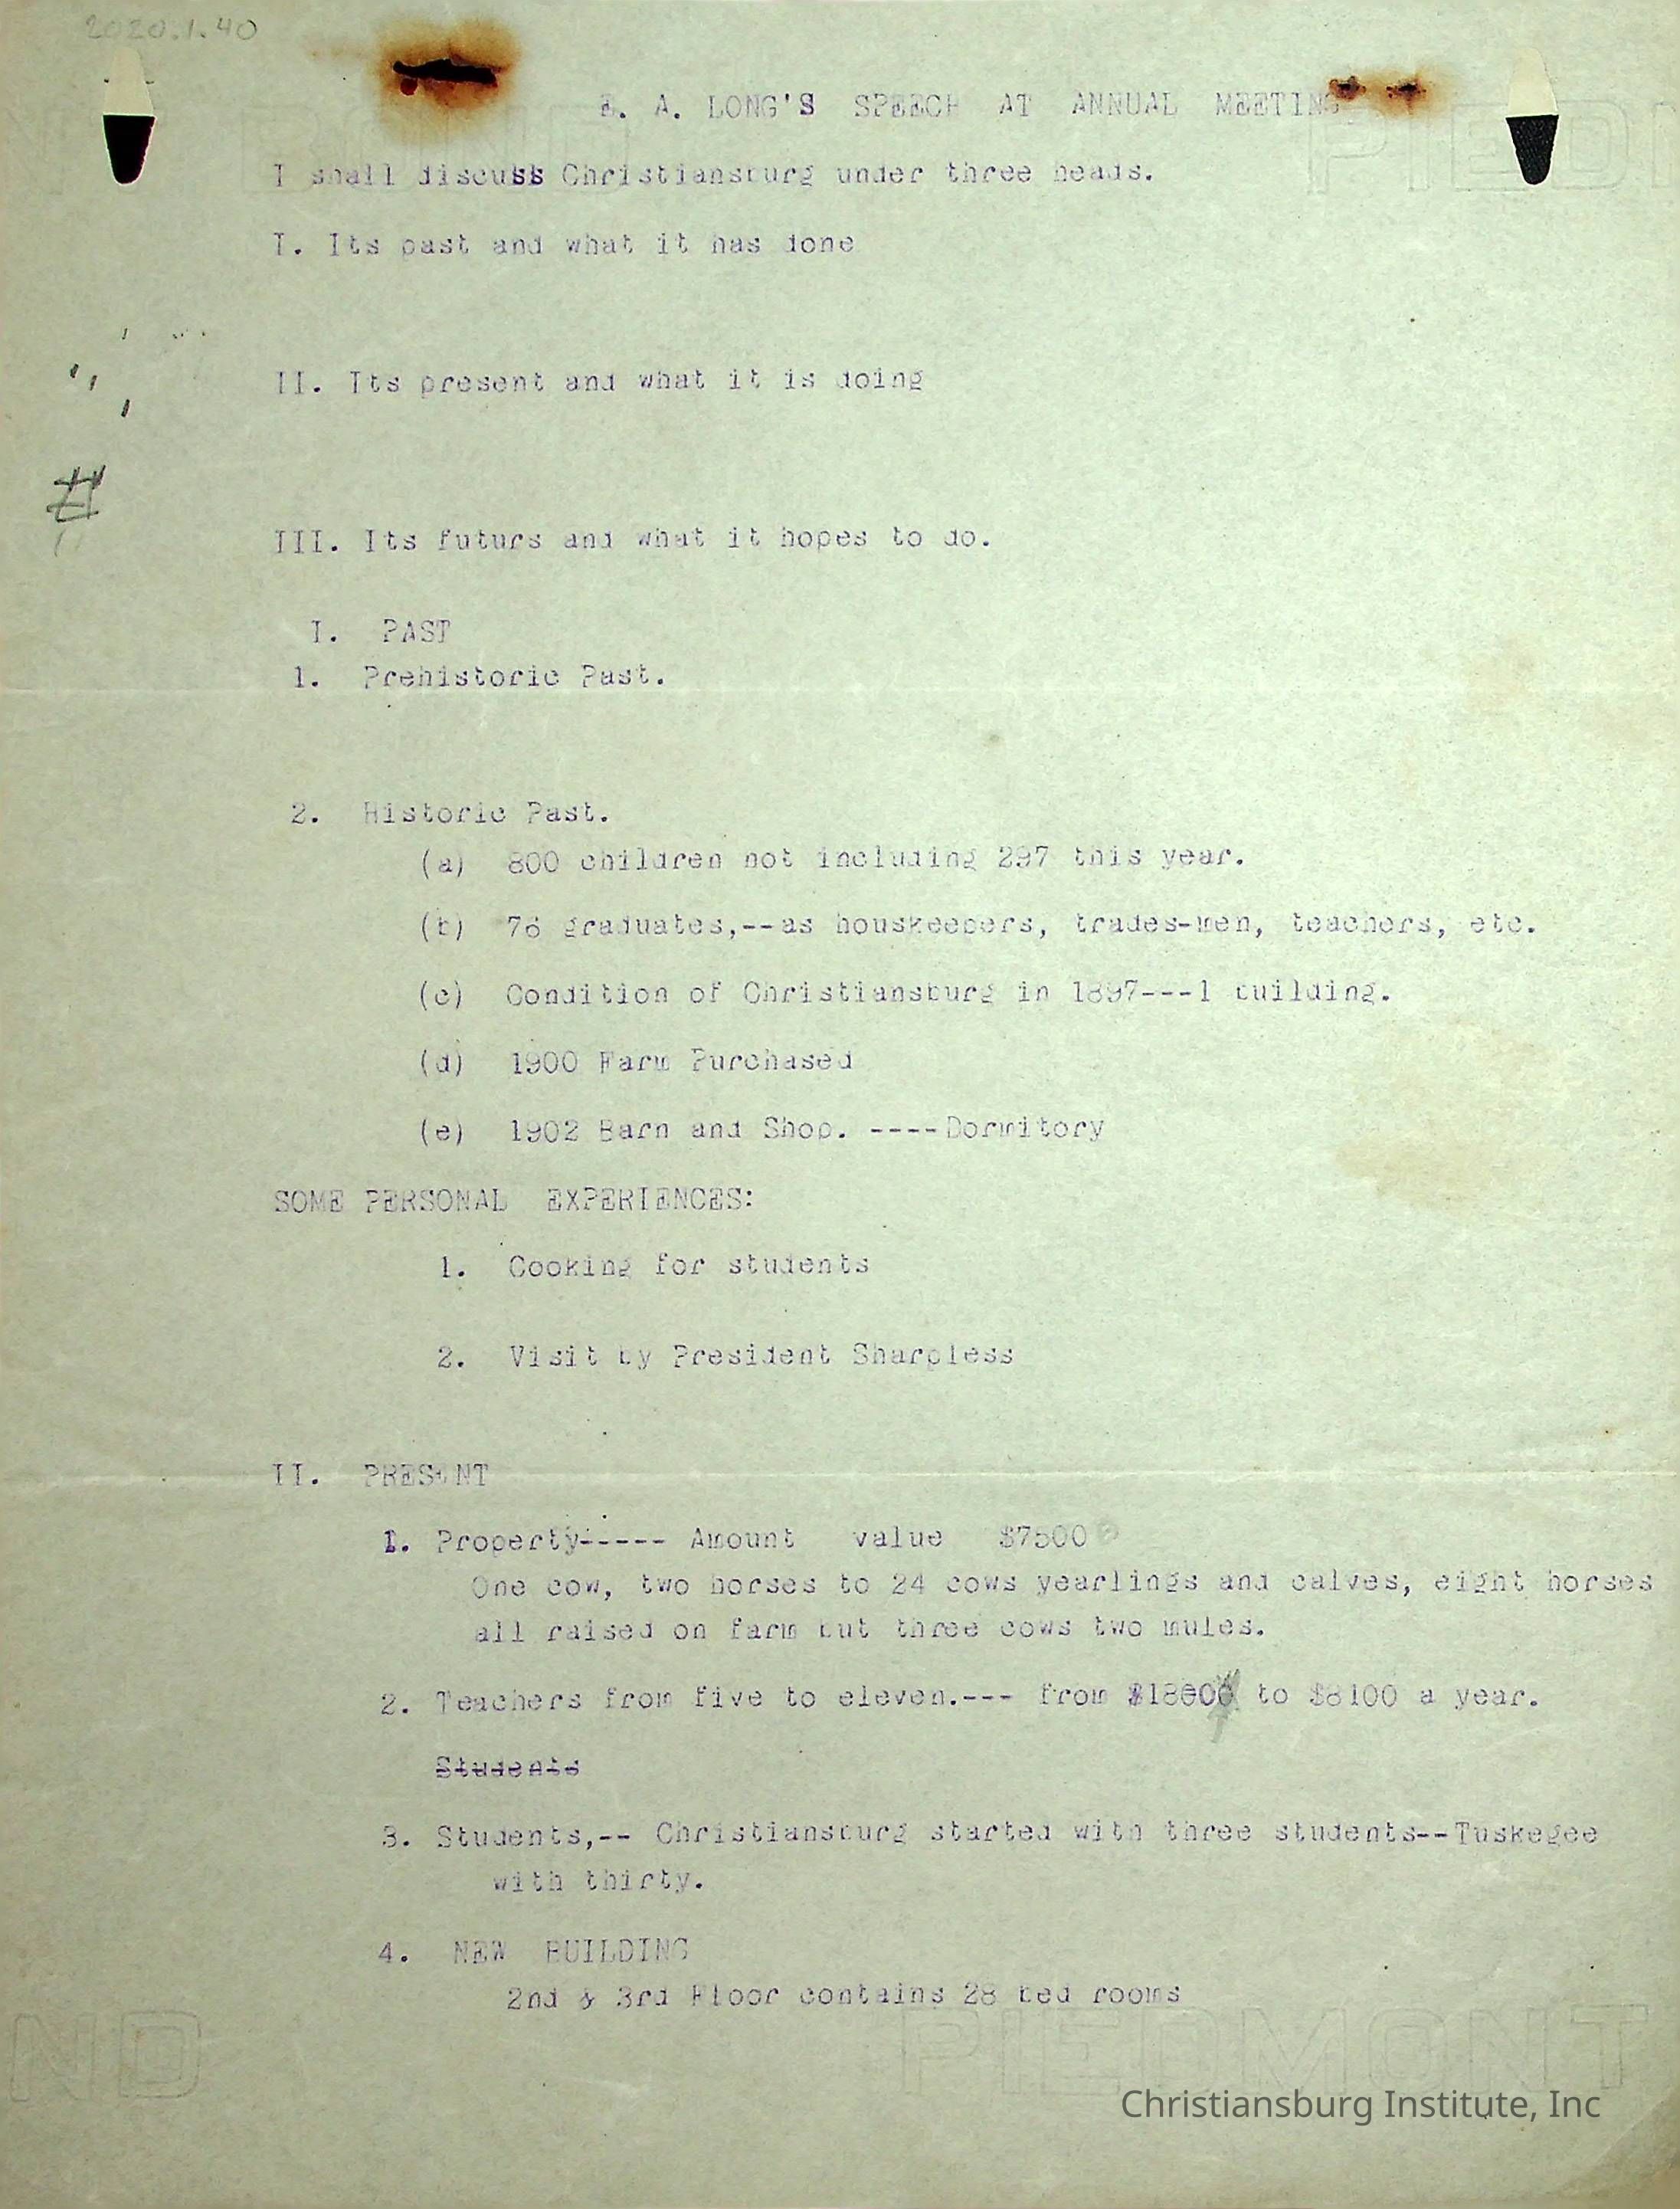 2020.1.40
E. A. LONG'S SPEECH AT ANNUAL MEETING
I shall discuss Christiansburg under three heads.
I. Its past and what it has done
II. Its present and what it is doing
#
III. Its futurs and what it hopes to do.
I. PAST
1. Prehistoric Past.
2. Historic Past.
(a) 800 children not including 297 this year.
(b) 76 graduates,--as houskeepers, trades-men, teachers, etc.
(c) Condition of Christiansburg in 1897---1 building.
(d) 1900 Farm Purchased
(e) 1902 Barn and Shop. ----Dormitory
SOME PERSONAL EXPERIENCES:
1. Cooking for students
2. Visit by President Sharpless
II. PRESENT
1. Property----- Amount value $7500
One cow, two horses to 24 cows yearlings and calves, eight horses
all raised on farm but three cows two mules.
2. Teachers from five to eleven.--- from to $8100 a year.
Students
3. Students,-- Christiansburg started with three students--Tuskegee
with thirty.
4. NEW BUILDING
2nd & 3rd Floor contains 28 bed rooms
ND PIEDMONT
Christiansburg Institute, Inc